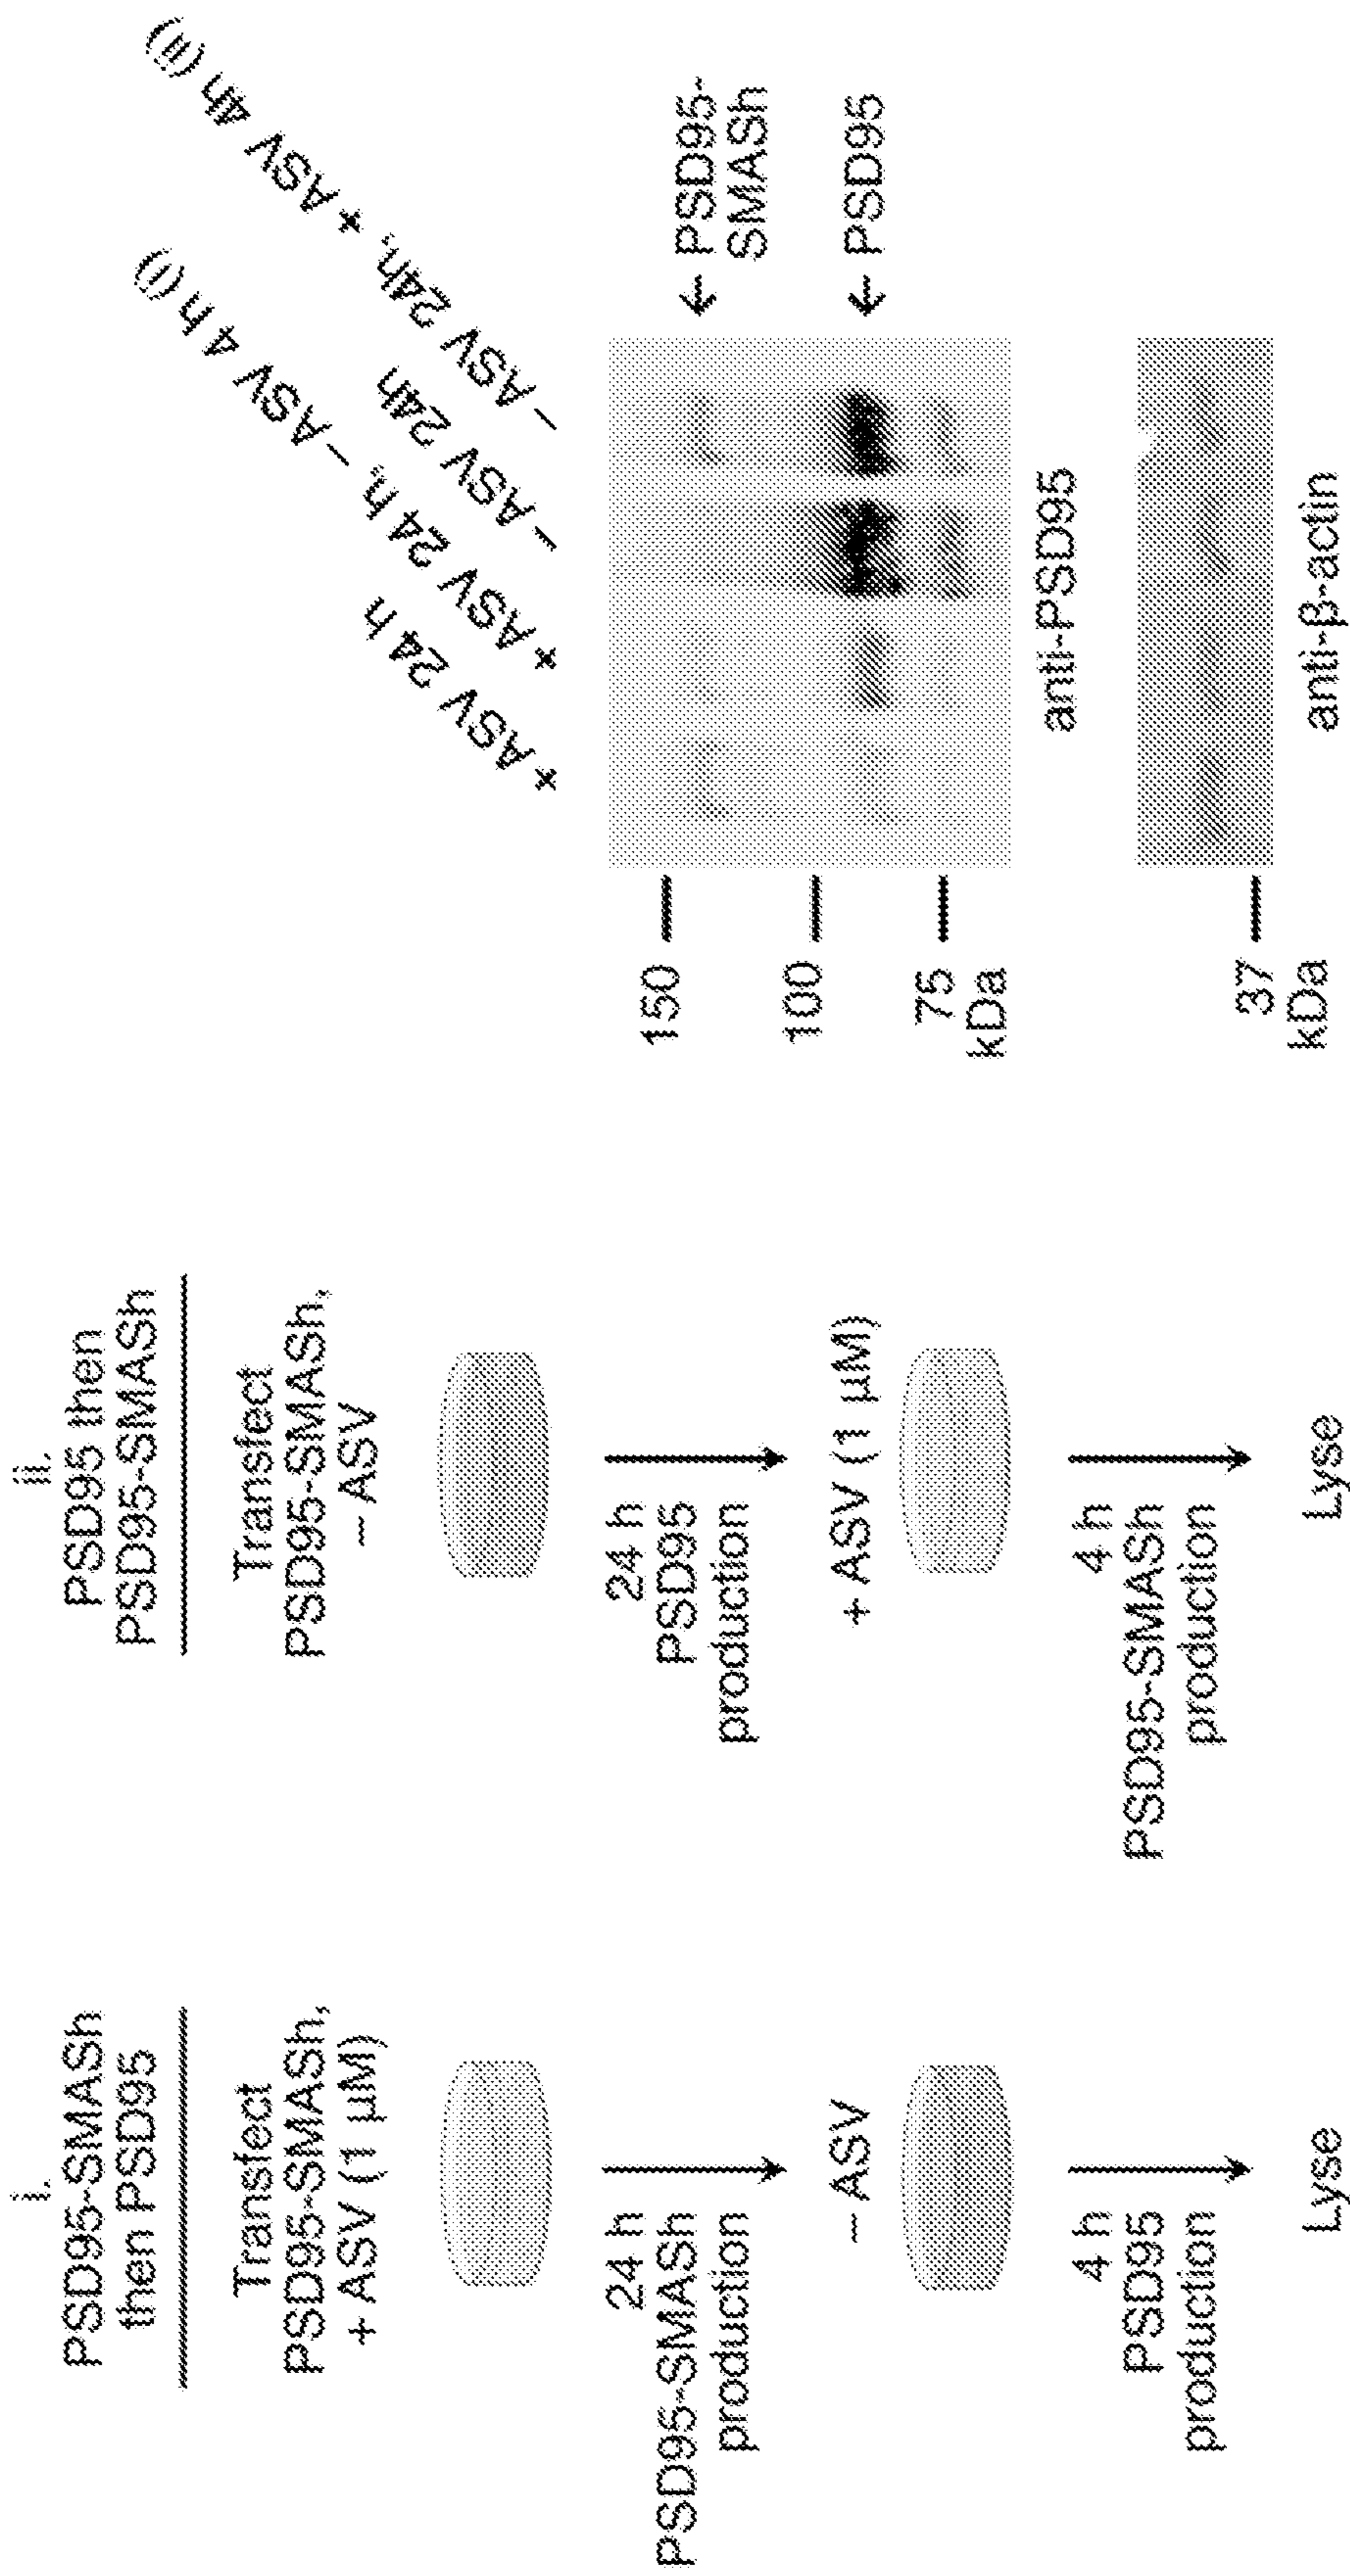 i.
PSD95-SMASh
then PSD95
Transfect
PSD95-SMASh,
+ ASV (1 µM)
24 h
PSD95-SMASh
production
– ASV
4 h
PSD95
production
Lyse
ii.
PSD95 then
PSD95-SMASh
Transfect
PSD95-SMASh,
– ASV
24 h
PSD95
production
+ ASV (1 µM)
4 h
PSD95-SMASh
production
Lyse
+ ASV 24 h
+ ASV 24 h, – ASV 4 h (i)
– ASV 24h
– ASV 24h, + ASV 4h (ii)
150
100
75
kDa
← PSD95-
SMASh
← PSD95
anti-PSD95
37
kDa
anti-β-actin